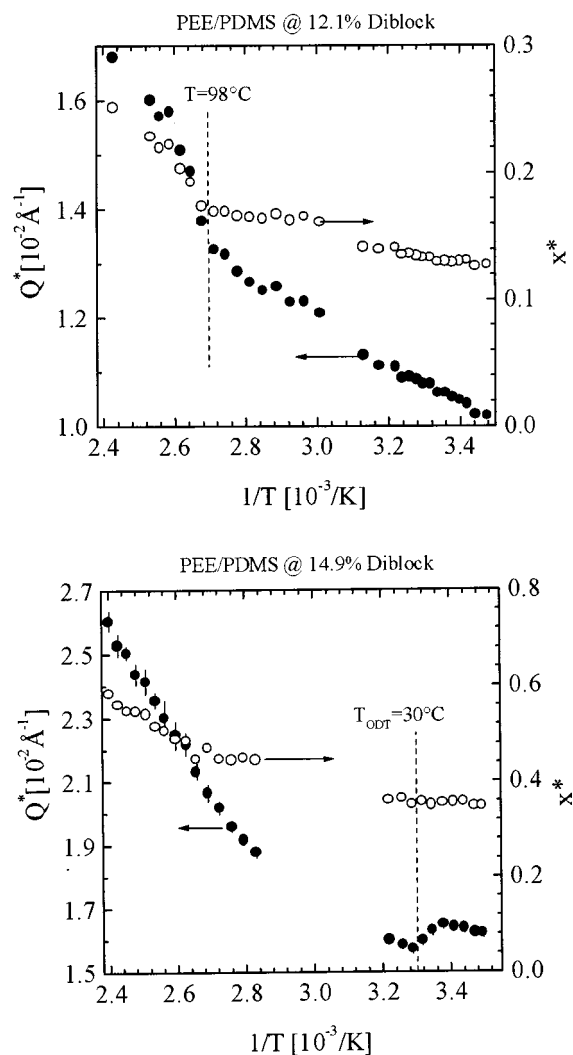 PEE/PDMS @ 12.1% Diblock
T=98°C
Q* [10⁻²Å⁻¹]
x*
1.6
1.4
1.2
1.0
0.3
0.2
0.1
0.0
2.4 2.6 2.8 3.0 3.2 3.4
1/T [10⁻³/K]
PEE/PDMS @ 14.9% Diblock
T_ODT=30°C
Q* [10⁻²Å⁻¹]
x*
2.7
2.5
2.3
2.1
1.9
1.7
1.5
0.8
0.6
0.4
0.2
0.0
2.4 2.6 2.8 3.0 3.2 3.4
1/T [10⁻³/K]